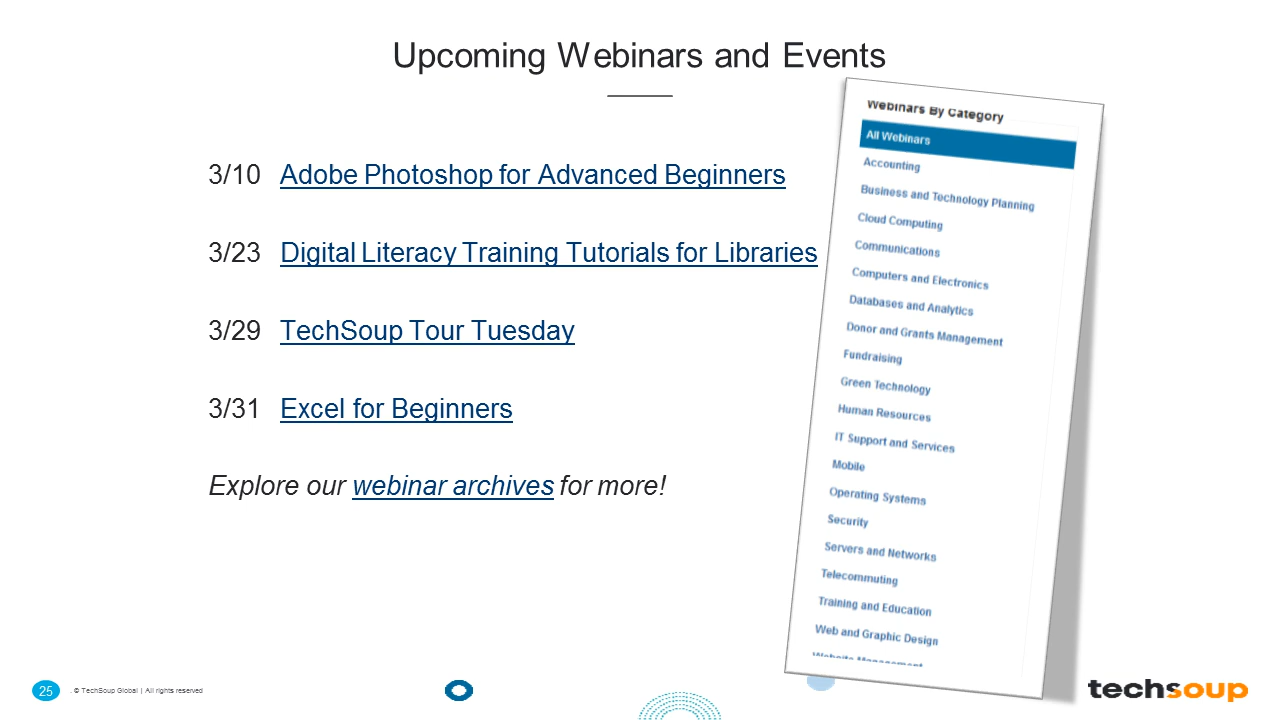 Upcoming Webinars and Events
3/10 Adobe Photoshop for Advanced Beginners
3/23 Digital Literacy Training Tutorials for Libraries
3/29 TechSoup Tour Tuesday
3/31 Excel for Beginners
Explore our webinar archives for more!
Webinars By Category
All Webinars
Accounting
Business and Technology Planning
Cloud Computing
Communications
Computers and Electronics
Databases and Analytics
Donor and Grants Management
Fundraising
Green Technology
Human Resources
IT Support and Services
Mobile
Operating Systems
Security
Servers and Networks
Telecommuting
Training and Education
Web and Graphic Design
Website Management
25 . © TechSoup Global | All rights reserved
techsoup